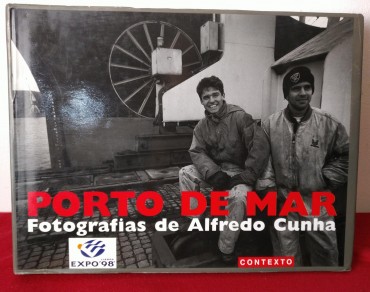 PORTO DE MAR
Fotografias de Alfredo Cunha
EXPO'98
CONTEXTO